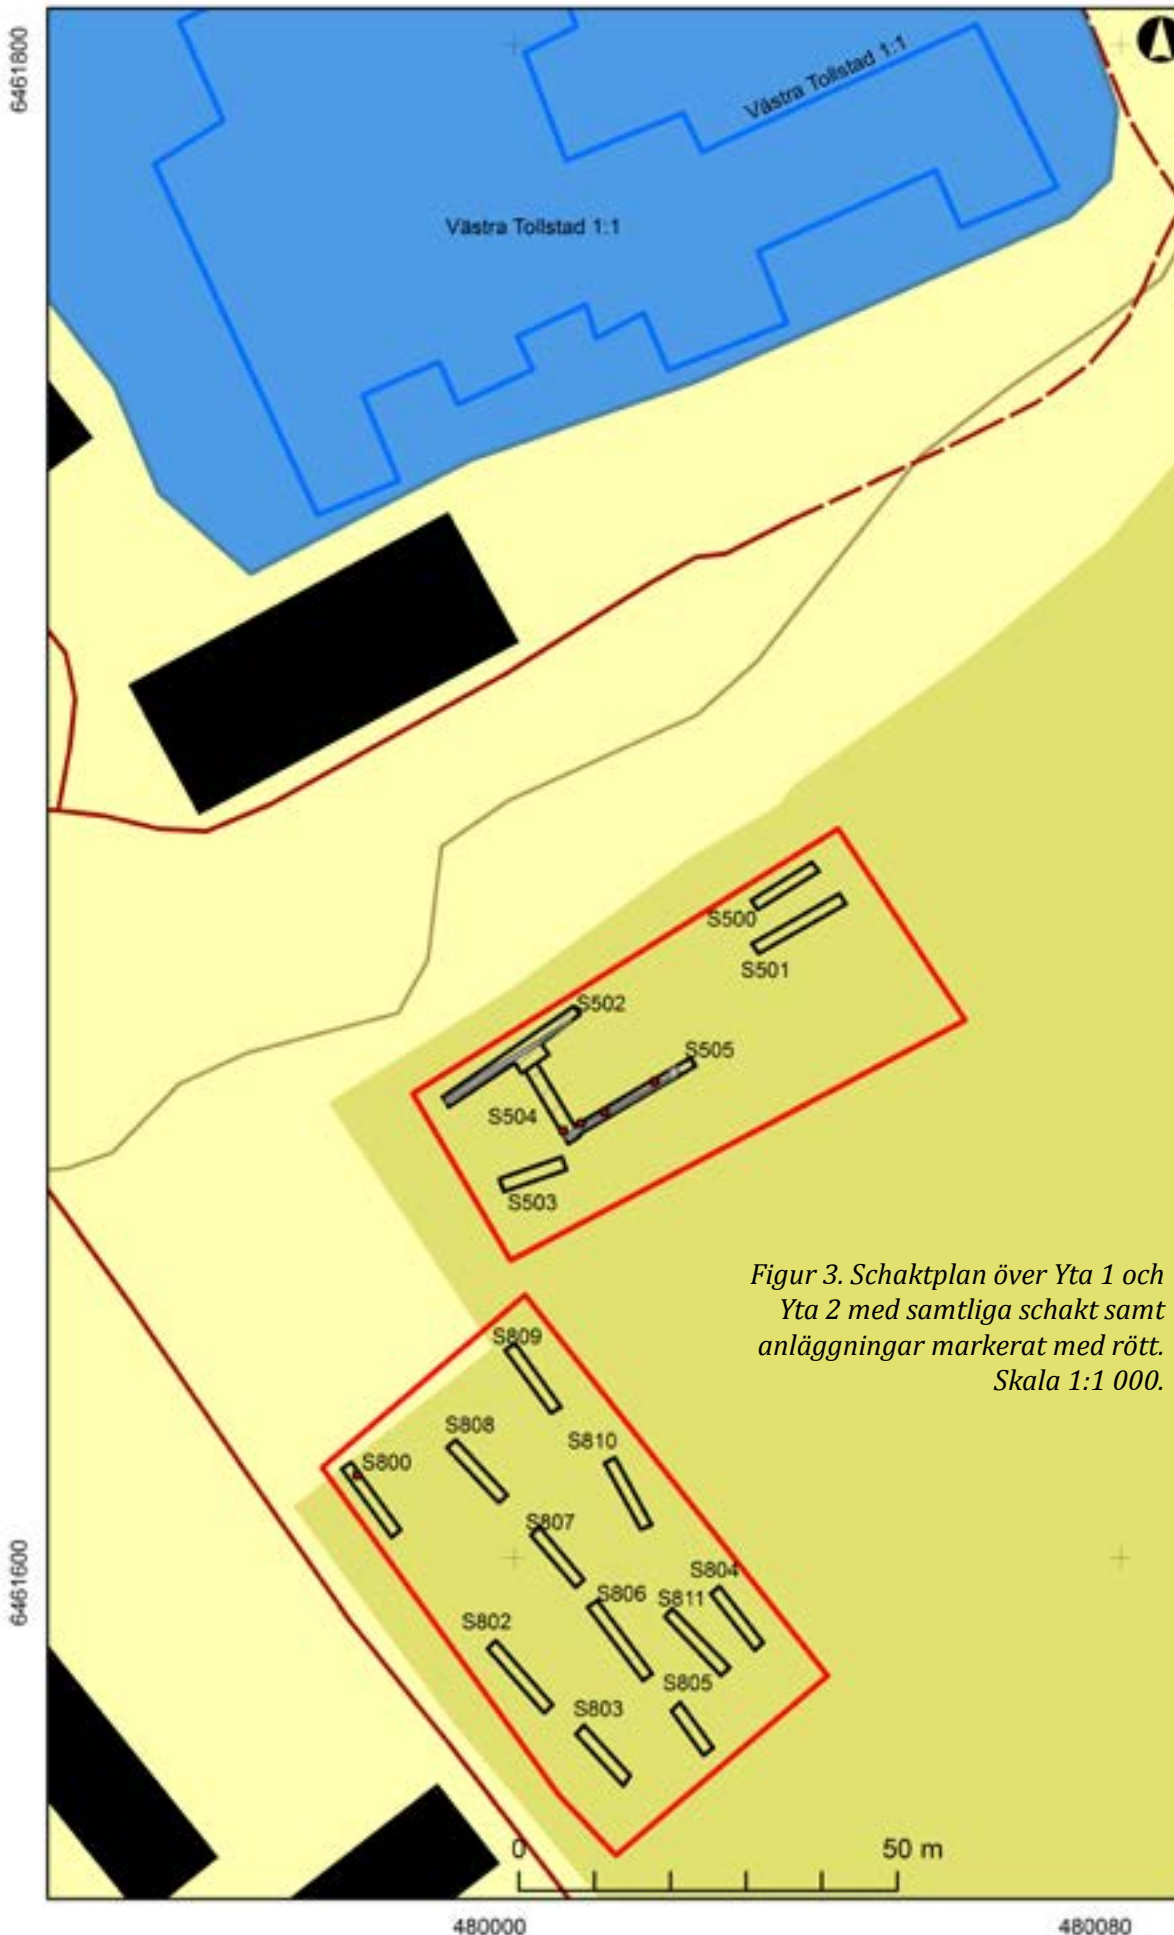 6461800
Västra Tollstad 1:1
Västra Tollstad 1:1
S500
S501
S502
S505
S504
S503
Figur 3. Schaktplan över Yta 1 och
Yta 2 med samtliga schakt samt
anläggningar markerat med rött.
Skala 1:1 000.
S809
S808
S810
S800
S807
6461600
S804
S806
S811
S802
S805
S803
0
50 m
480000
480080